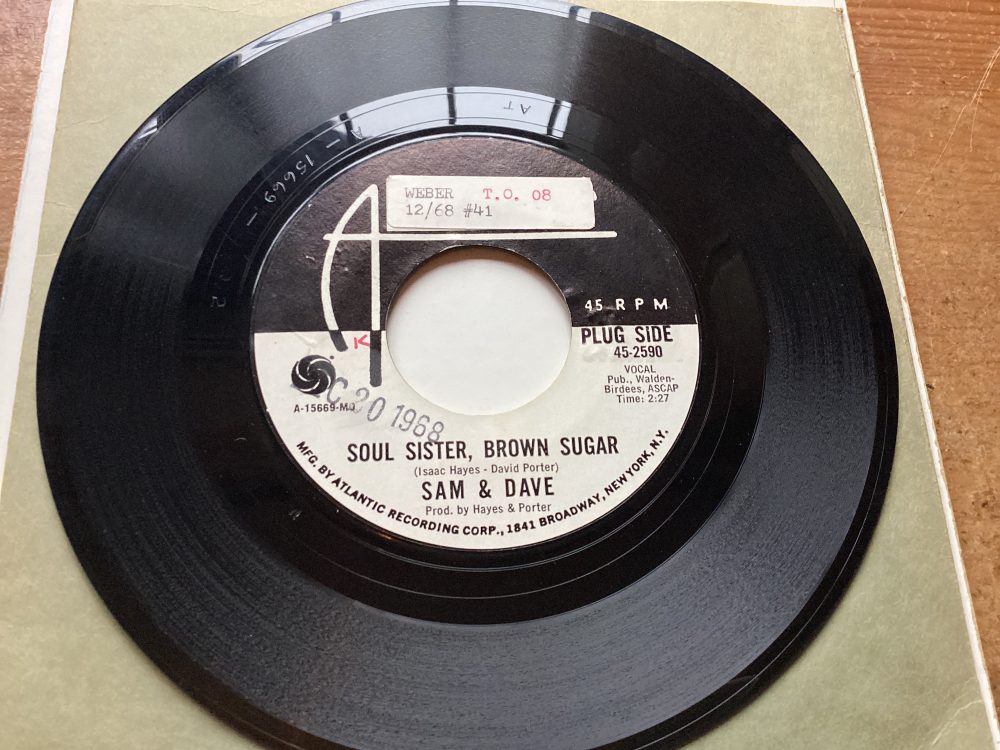 WEBER T.O. 08
12/68 #41
45 RPM
PLUG SIDE
45-2590
VOCAL
Pub., Walden-
Birdees, ASCAP
Time: 2:27
K
A-15669-MO
C 20 1968
SOUL SISTER, BROWN SUGAR
(Isaac Hayes - David Porter)
SAM & DAVE
Prod. by Hayes & Porter
MFG. BY ATLANTIC RECORDING CORP., 1841 BROADWAY, NEW YORK, N.Y.
A - 15669 -
AT